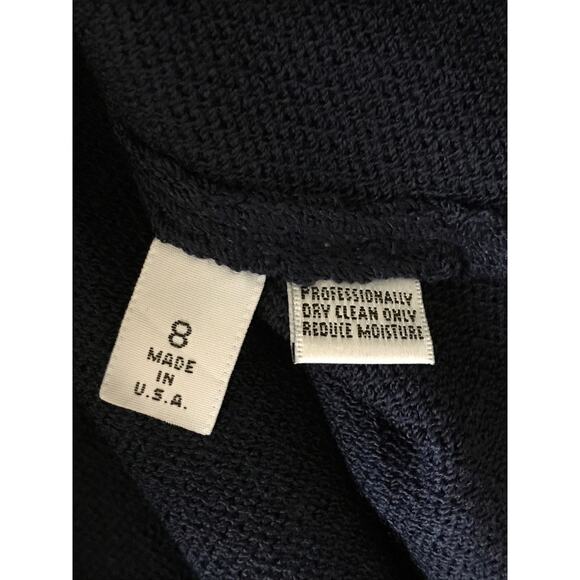 8
MADE
IN
U.S.A.
PROFESSIONALLY
DRY CLEAN ONLY
REDUCE MOISTURE